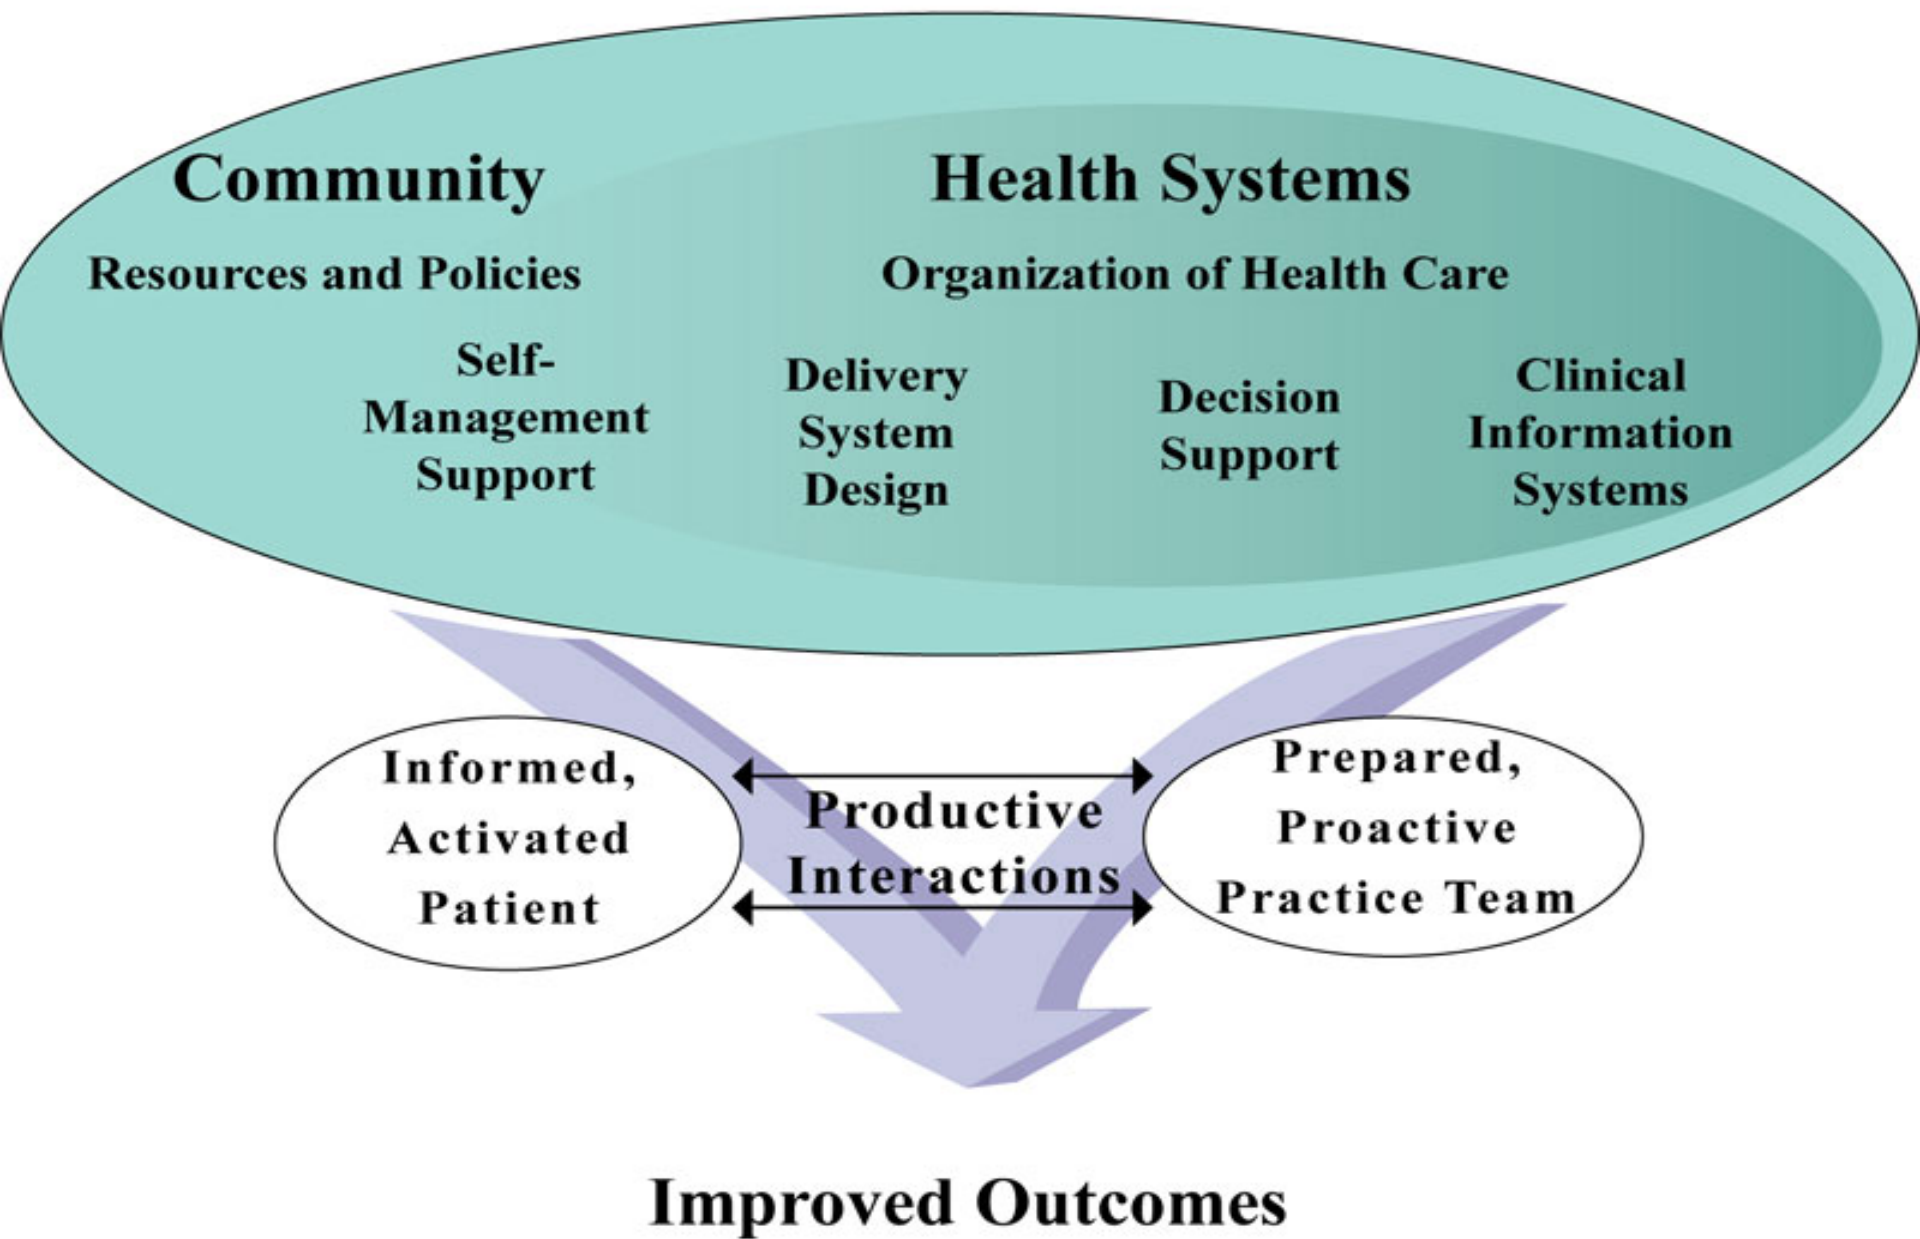 Community
Resources and Policies
Health Systems
Organization of Health Care
Self-
Management
Support
Delivery
System
Design
Decision
Support
Clinical
Information
Systems
Informed,
Activated
Patient
Productive
Interactions
Prepared,
Proactive
Practice Team
Improved Outcomes